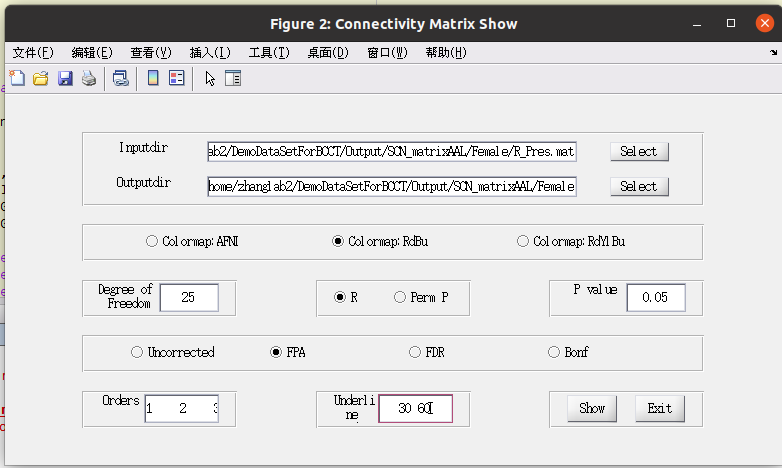 Figure 2: Connectivity Matrix Show
文件(F) 编辑(E) 查看(V) 插入(I) 工具(T) 桌面(D) 窗口(W) 帮助(H)
Inputdir ab2/DemoDataSetForBCCT/Output/SCN_matrixAAL/Female/R_Pres.mat Select
Outputdir home/zhanglab2/DemoDataSetForBCCT/Output/SCN_matrixAAL/Female Select
Colormap:AFNI Colormap:RdBu Colormap:RdYlBu
Degree of Freedom 25 R Perm P P value 0.05
Uncorrected FPA FDR Bonf
Orders 1 2 3 Underline 30 60 Show Exit